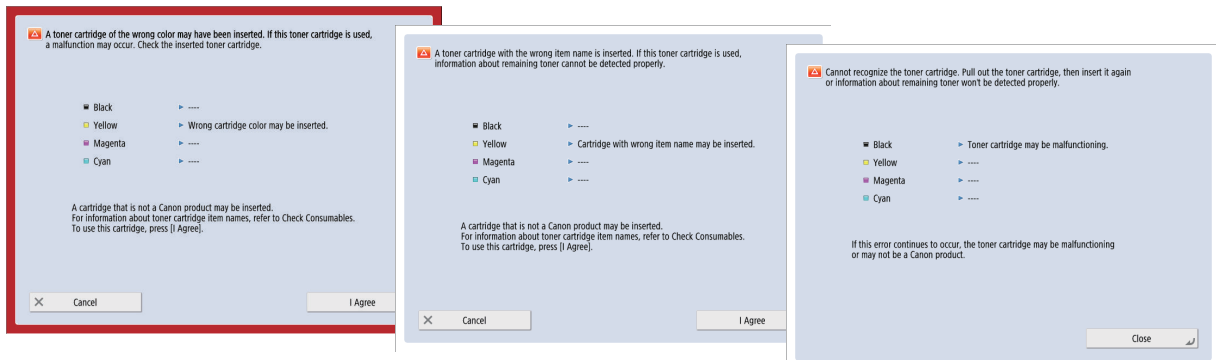 A toner cartridge of the wrong color may have been inserted. If this toner cartridge is used,
a malfunction may occur. Check the inserted toner cartridge.
Black ----
Yellow Wrong cartridge color may be inserted.
Magenta ----
Cyan ----
A cartridge that is not a Canon product may be inserted.
For information about toner cartridge item names, refer to Check Consumables.
To use this cartridge, press [I Agree].
Cancel I Agree
A toner cartridge with the wrong item name is inserted. If this toner cartridge is used,
information about remaining toner cannot be detected properly.
Black ----
Yellow Cartridge with wrong item name may be inserted.
Magenta ----
Cyan ----
A cartridge that is not a Canon product may be inserted.
For information about toner cartridge item names, refer to Check Consumables.
To use this cartridge, press [I Agree].
Cancel I Agree
Cannot recognize the toner cartridge. Pull out the toner cartridge, then insert it again
or information about remaining toner won't be detected properly.
Black Toner cartridge may be malfunctioning.
Yellow ----
Magenta ----
Cyan ----
If this error continues to occur, the toner cartridge may be malfunctioning
or may not be a Canon product.
Close